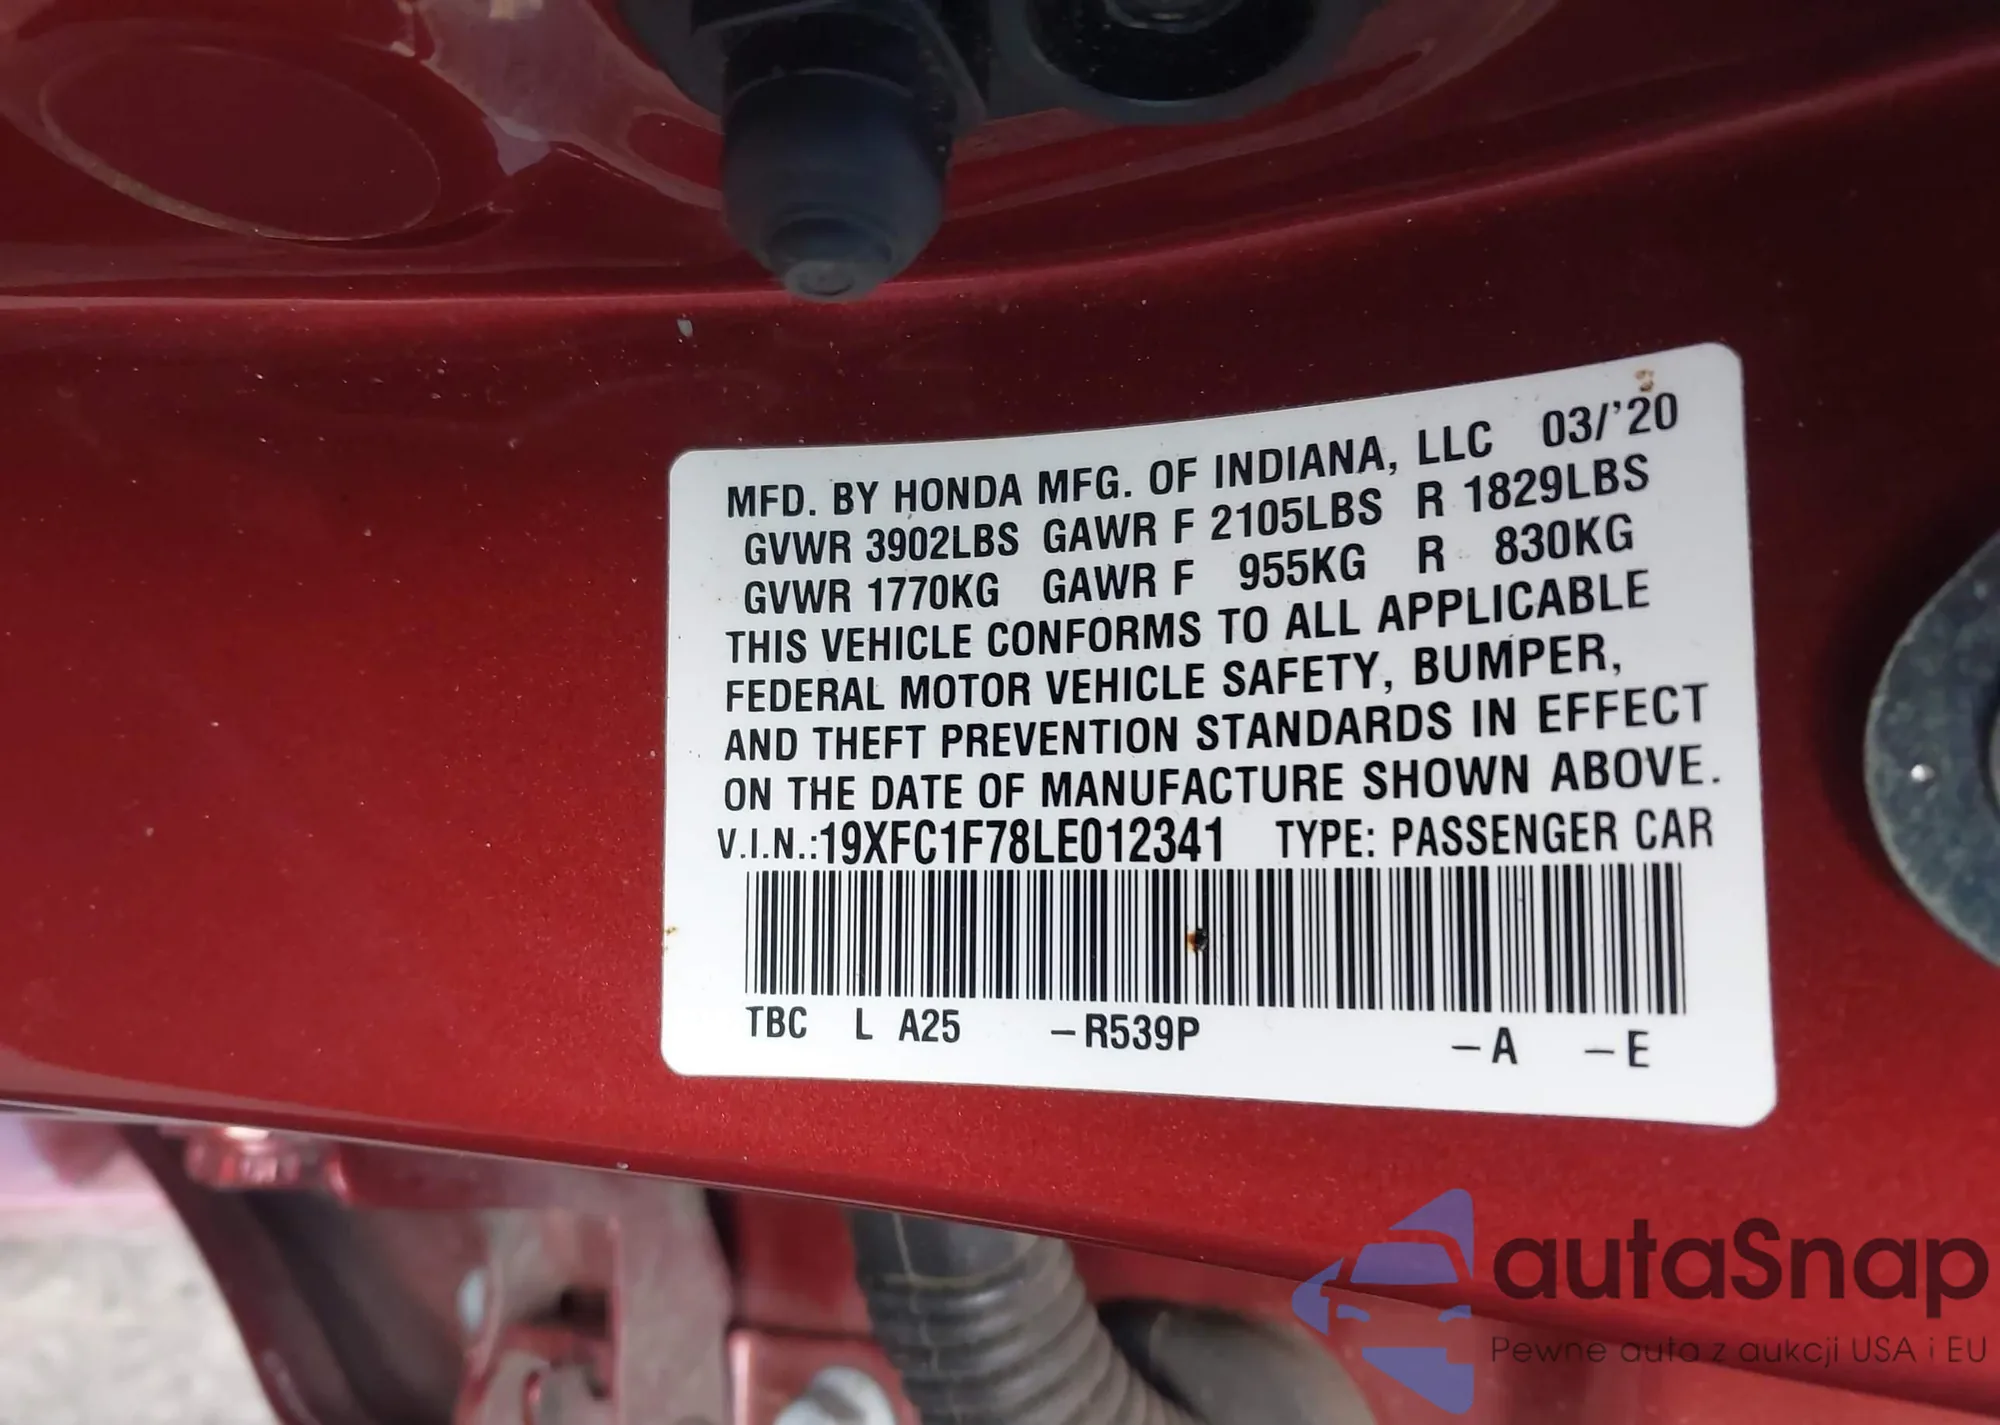 MFD. BY HONDA MFG. OF INDIANA, LLC 03/'20
GVWR 3902LBS GAWR F 2105LBS R 1829LBS
GVWR 1770KG GAWR F 955KG R 830KG
THIS VEHICLE CONFORMS TO ALL APPLICABLE
FEDERAL MOTOR VEHICLE SAFETY, BUMPER,
AND THEFT PREVENTION STANDARDS IN EFFECT
ON THE DATE OF MANUFACTURE SHOWN ABOVE.
V.I.N.:19XFC1F78LE012341 TYPE: PASSENGER CAR
TBC L A25 -R539P -A -E
autaSnap
Pewne auta z aukcji USA i EU